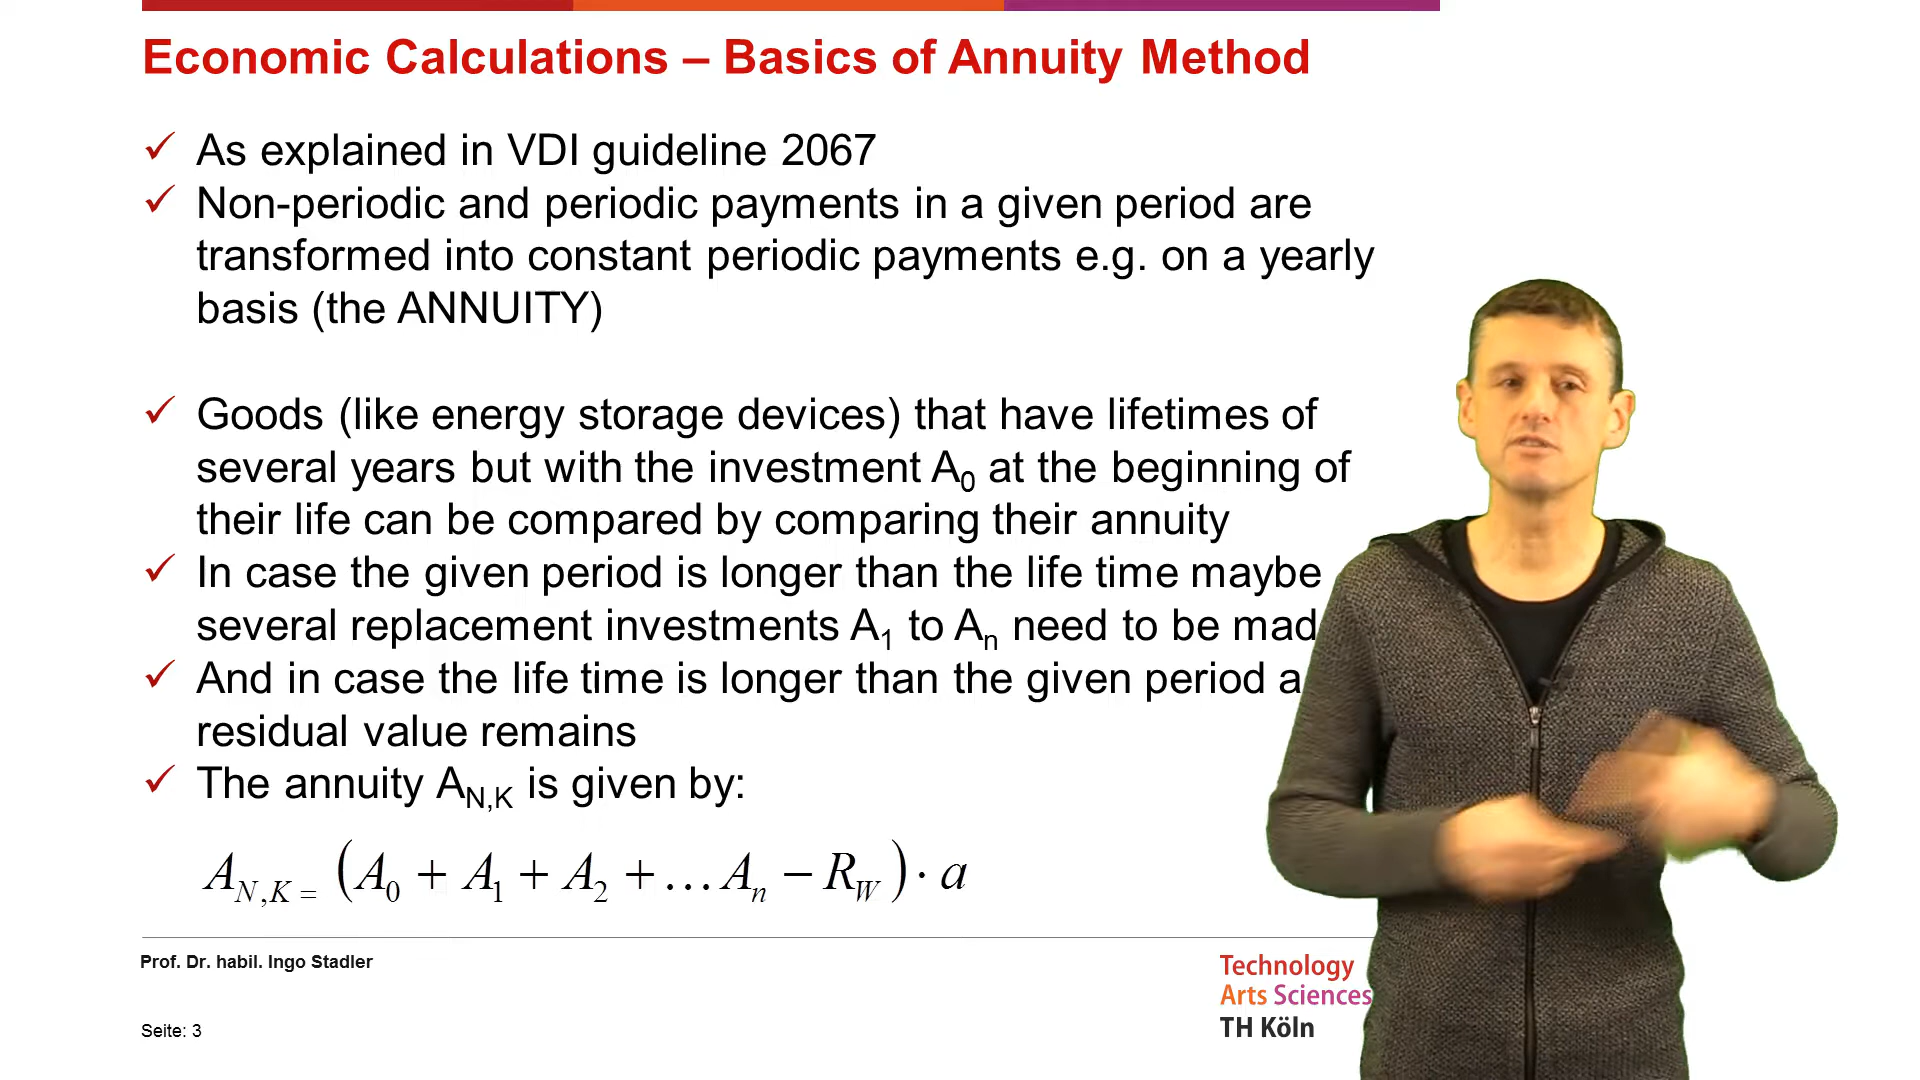 Economic Calculations – Basics of Annuity Method
✓ As explained in VDI guideline 2067
✓ Non-periodic and periodic payments in a given period are
transformed into constant periodic payments e.g. on a yearly
basis (the ANNUITY)
✓ Goods (like energy storage devices) that have lifetimes of
several years but with the investment A₀ at the beginning of
their life can be compared by comparing their annuity
✓ In case the given period is longer than the life time maybe
several replacement investments A₁ to Aₙ need to be mad
✓ And in case the life time is longer than the given period a
residual value remains
✓ The annuity A_N,K is given by:
A_N,K = (A₀ + A₁ + A₂ + …Aₙ − R_W) · a
Prof. Dr. habil. Ingo Stadler
Seite: 3
Technology
Arts Sciences
TH Köln